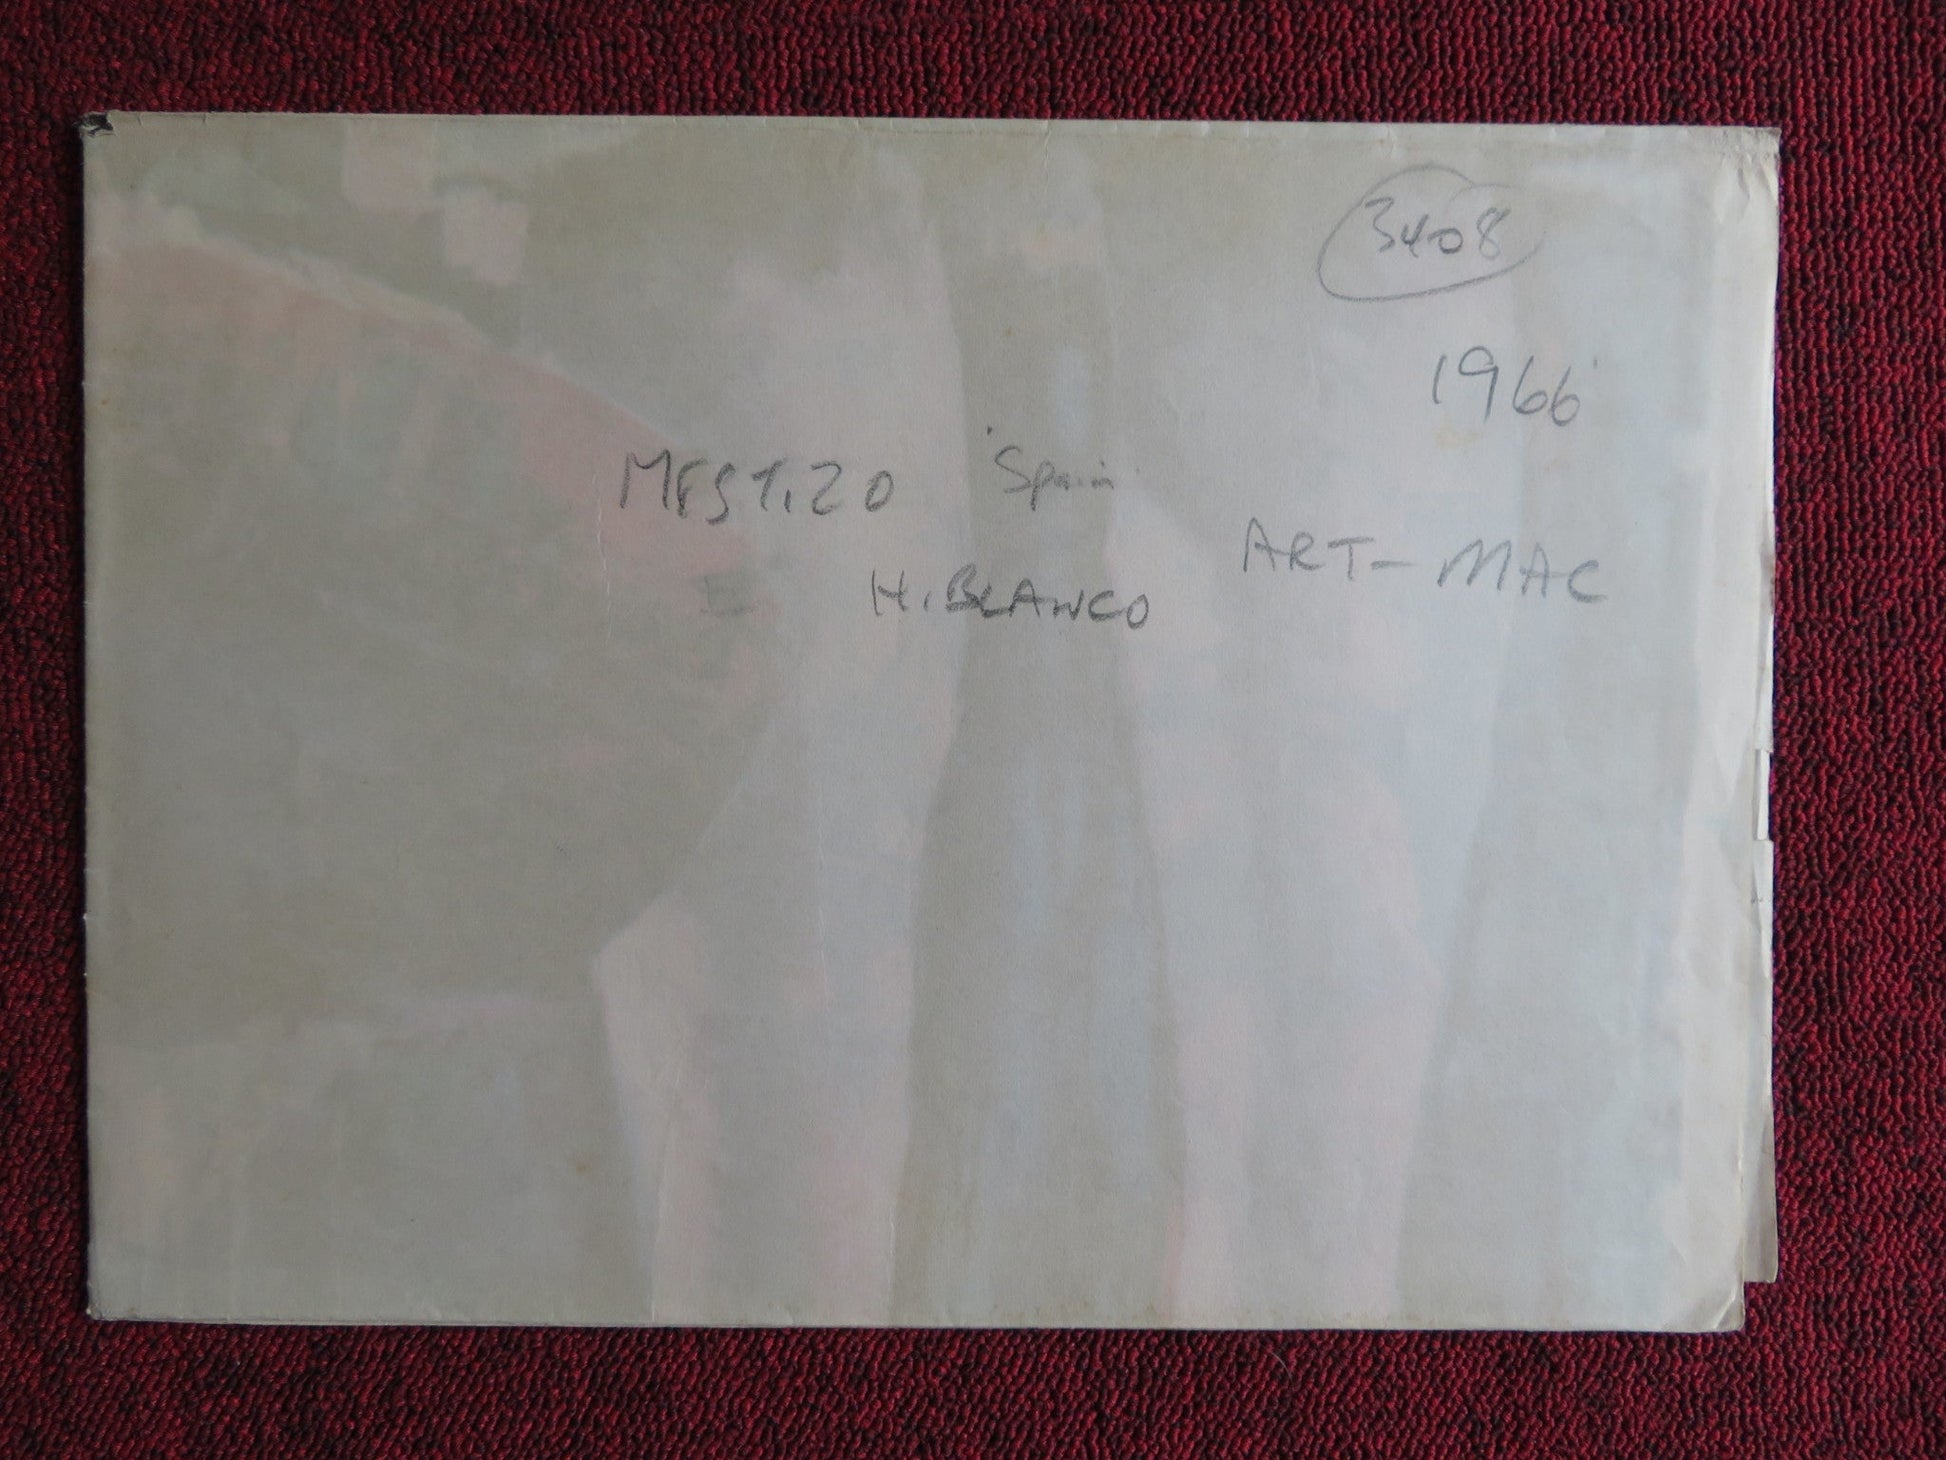 3408
1966
MESTIZO Spain
ART-MAC
H. BLANCO